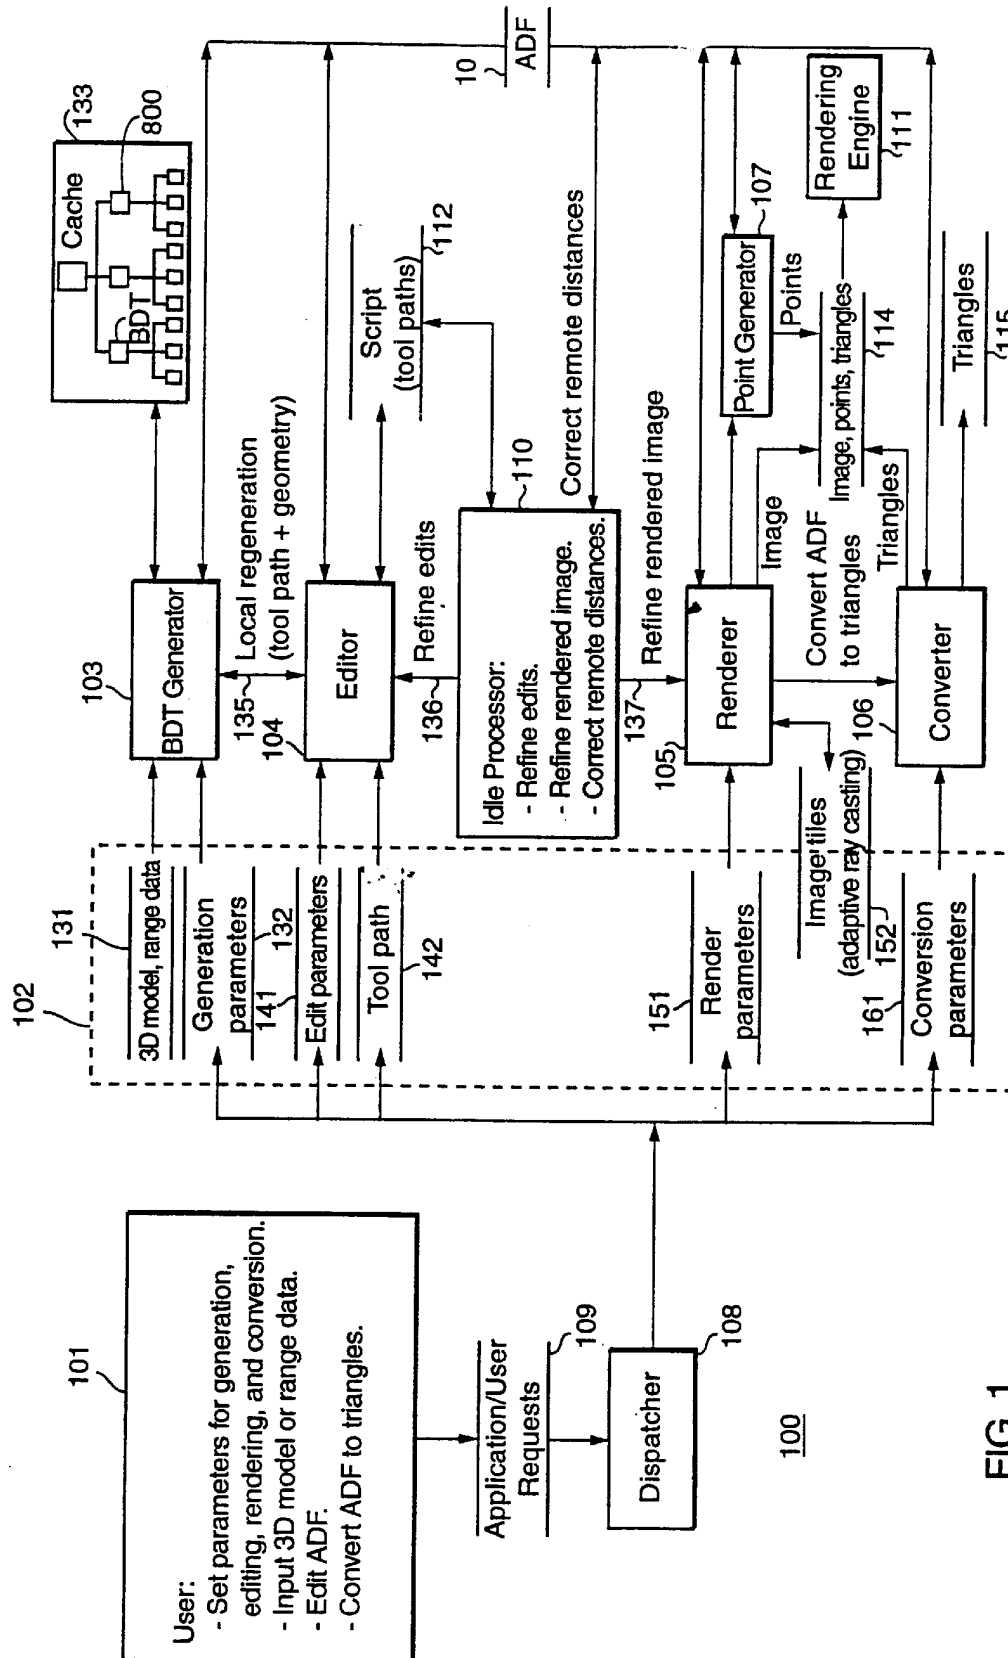 101
User:
- Set parameters for generation,
editing, rendering, and conversion.
- Input 3D model or range data.
- Edit ADF.
- Convert ADF to triangles.
Application/User
Requests
109
Dispatcher
108
100
102
131
3D model, range data
Generation
parameters
132
141
Edit parameters
Tool path
142
151
Render
parameters
Image tiles
(adaptive ray casting)
152
161
Conversion
parameters
103
BDT Generator
133
Cache
BDT
800
135
Local regeneration
(tool path + geometry)
104
Editor
Script
(tool paths)
112
136
Refine edits
Idle Processor:
- Refine edits.
- Refine rendered image.
- Correct remote distances.
110
Correct remote distances
10
ADF
137
Refine rendered image
105
Renderer
Point Generator
107
Points
Image
Image, points, triangles
114
Rendering
Engine
111
Convert ADF
to triangles
Triangles
106
Converter
Triangles
115
FIG. 1